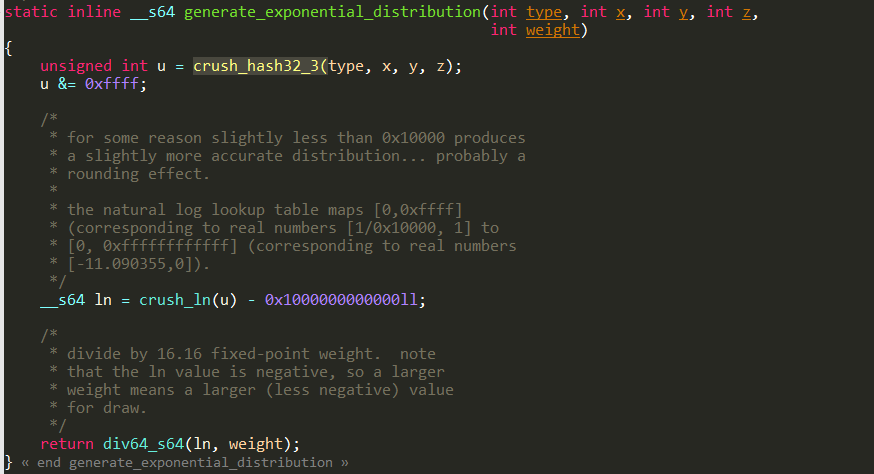 static inline __s64 generate_exponential_distribution(int type, int x, int y, int z,
int weight)
{
unsigned int u = crush_hash32_3(type, x, y, z);
u &= 0xffff;
/*
* for some reason slightly less than 0x10000 produces
* a slightly more accurate distribution... probably a
* rounding effect.
*
* the natural log lookup table maps [0,0xffff]
* (corresponding to real numbers [1/0x10000, 1] to
* [0, 0xffffffffffff] (corresponding to real numbers
* [-11.090355,0]).
*/
__s64 ln = crush_ln(u) - 0x1000000000000ll;
/*
* divide by 16.16 fixed-point weight.  note
* that the ln value is negative, so a larger
* weight means a larger (less negative) value
* for draw.
*/
return div64_s64(ln, weight);
} « end generate_exponential_distribution »